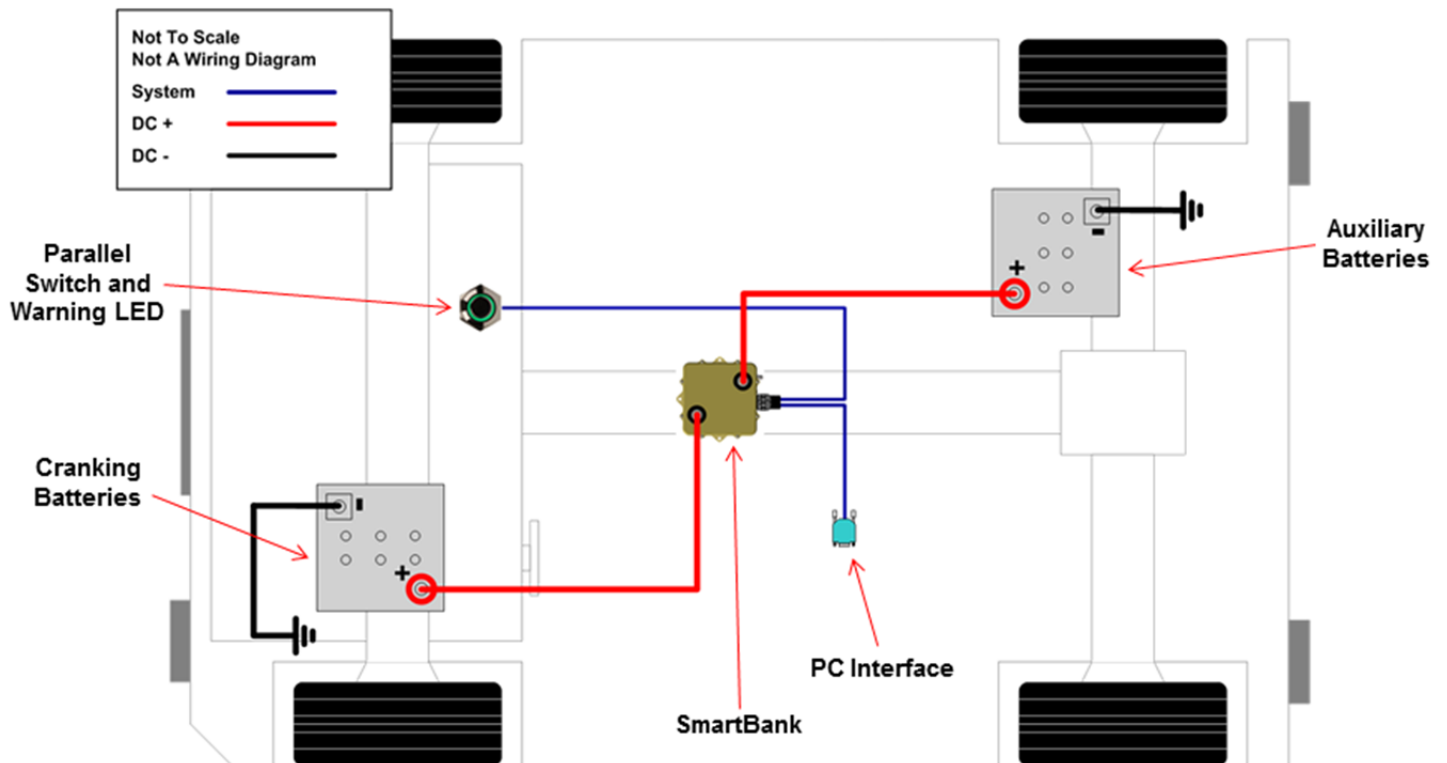 Not To Scale
Not A Wiring Diagram
System
DC +
DC -
Parallel
Switch and
Warning LED
Auxiliary
Batteries
+
-
Cranking
Batteries
-
+
PC Interface
SmartBank